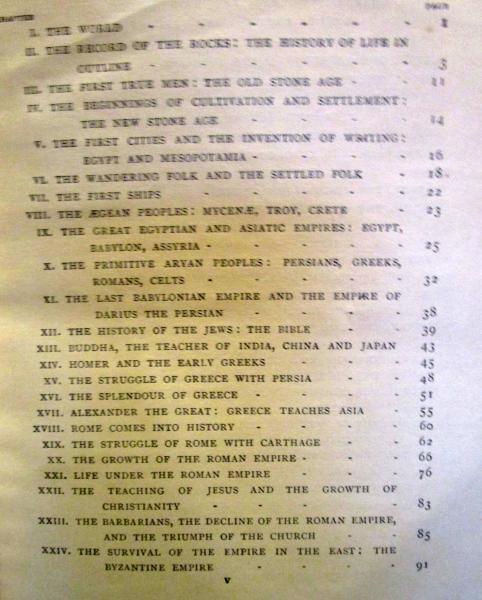 CHAPTER PAGE
I. THE WORLD - - - - - - 1
II. THE RECORD OF THE ROCKS: THE HISTORY OF LIFE IN
OUTLINE - - - - - - 3
III. THE FIRST TRUE MEN: THE OLD STONE AGE - - 11
IV. THE BEGINNINGS OF CULTIVATION AND SETTLEMENT:
THE NEW STONE AGE - - - - 14
V. THE FIRST CITIES AND THE INVENTION OF WRITING:
EGYPT AND MESOPOTAMIA - - - - - 16
VI. THE WANDERING FOLK AND THE SETTLED FOLK - 18
VII. THE FIRST SHIPS - - - - - 22
VIII. THE ÆGEAN PEOPLES: MYCENÆ, TROY, CRETE - 23
IX. THE GREAT EGYPTIAN AND ASIATIC EMPIRES: EGYPT,
BABYLON, ASSYRIA - - - - - - 25
X. THE PRIMITIVE ARYAN PEOPLES: PERSIANS, GREEKS,
ROMANS, CELTS - - - - - 32
XI. THE LAST BABYLONIAN EMPIRE AND THE EMPIRE OF
DARIUS THE PERSIAN - - - - 38
XII. THE HISTORY OF THE JEWS: THE BIBLE - - 39
XIII. BUDDHA, THE TEACHER OF INDIA, CHINA AND JAPAN 43
XIV. HOMER AND THE EARLY GREEKS - - - 45
XV. THE STRUGGLE OF GREECE WITH PERSIA - - 48
XVI. THE SPLENDOUR OF GREECE - - - - 51
XVII. ALEXANDER THE GREAT: GREECE TEACHES ASIA - 55
XVIII. ROME COMES INTO HISTORY - - - - 60
XIX. THE STRUGGLE OF ROME WITH CARTHAGE - - 62
XX. THE GROWTH OF THE ROMAN EMPIRE - - - 66
XXI. LIFE UNDER THE ROMAN EMPIRE - - - 76
XXII. THE TEACHING OF JESUS AND THE GROWTH OF
CHRISTIANITY - - - - - 83
XXIII. THE BARBARIANS, THE DECLINE OF THE ROMAN EMPIRE,
AND THE TRIUMPH OF THE CHURCH - - 85
XXIV. THE SURVIVAL OF THE EMPIRE IN THE EAST: THE
BYZANTINE EMPIRE - - - - 91
v